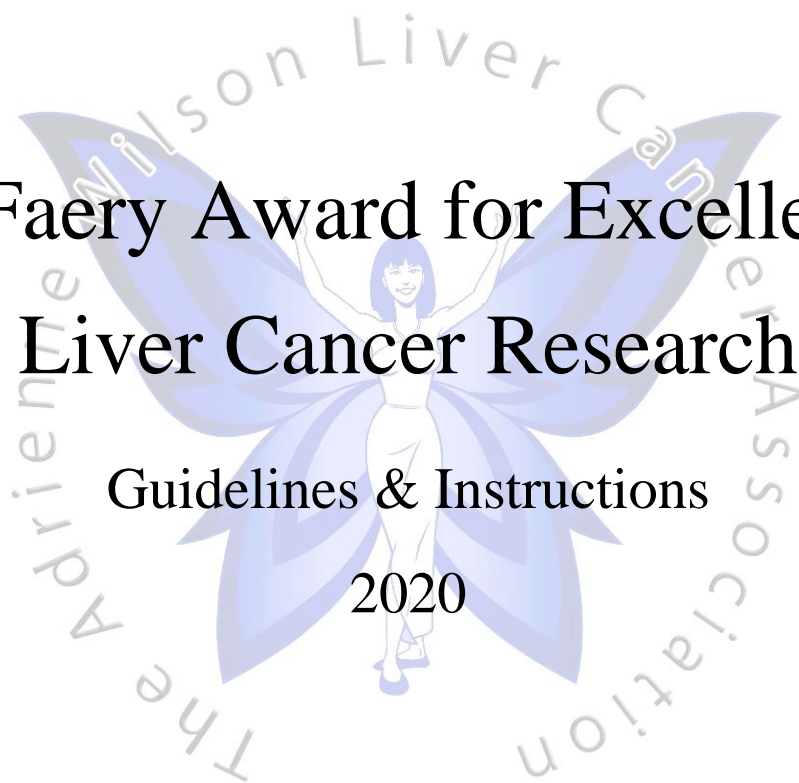 The Adrienne Wilson Liver Cancer Association
Faery Award for Excelle
Liver Cancer Research
Guidelines & Instructions
2020